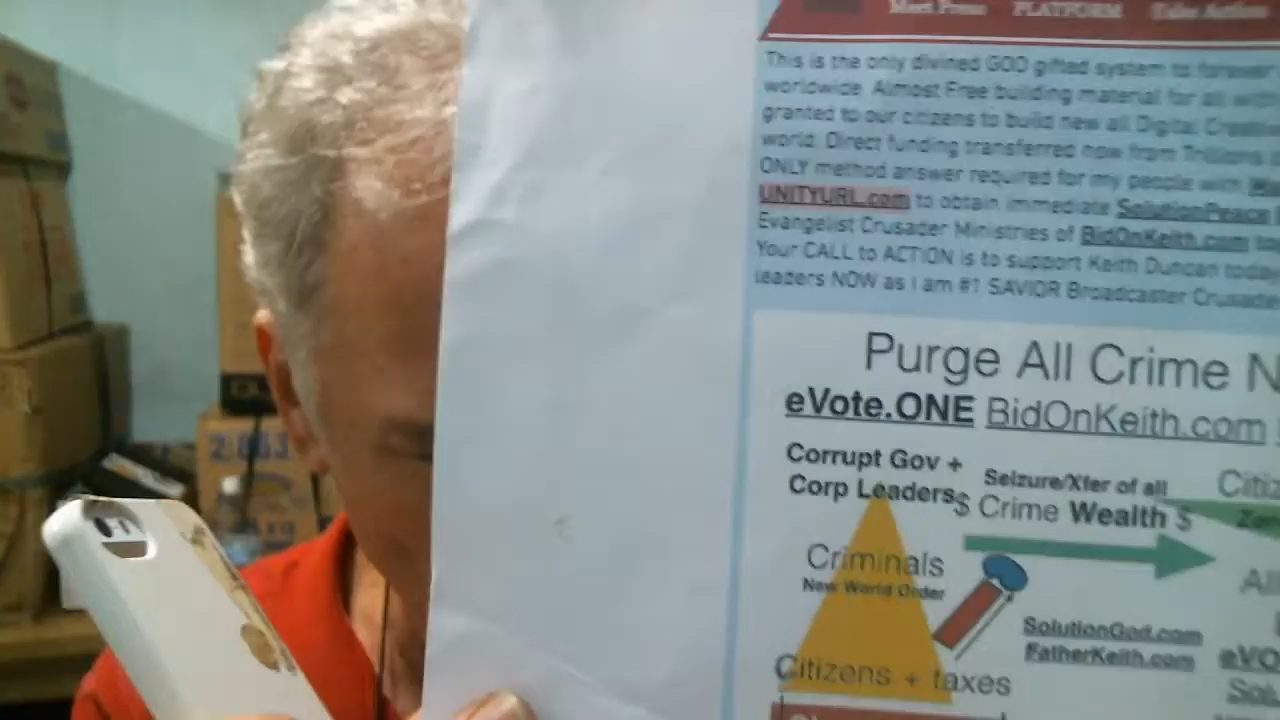 Meet Press PLATFORM Take Action
This is the only divined GOD gifted system to forever
worldwide. Almost Free building material for all with
granted to our citizens to build new all Digital
world. Direct funding transferred now from Trillions
ONLY method answer required for my people with
UNITYURL.com to obtain immediate SolutionPeace
Evangelist Crusader Ministries of BidOnKeith.com
Your CALL to ACTION is to support Keith Duncan today
leaders NOW as I am #1 SAVIOR Broadcaster
Purge All Crime N
eVote.ONE BidOnKeith.com
Corrupt Gov +
Corp Leaders
Seizure/Xfer of all
$ Crime Wealth $
Criminals
New World Order
SolutionGod.com
FatherKeith.com
Citizens + taxes
2